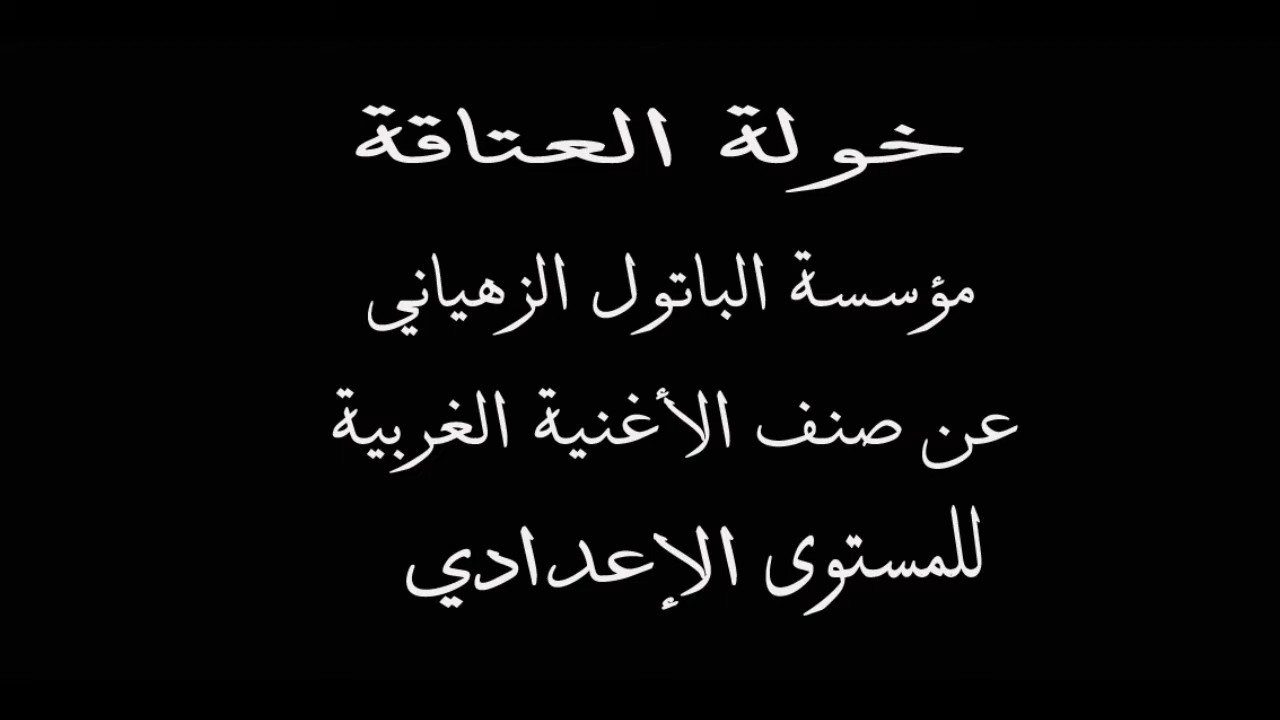 خولة العتاقة
مؤسسة الباتول الزهياني
عن صنف الأغنية الغربية
للمستوى الإعدادي